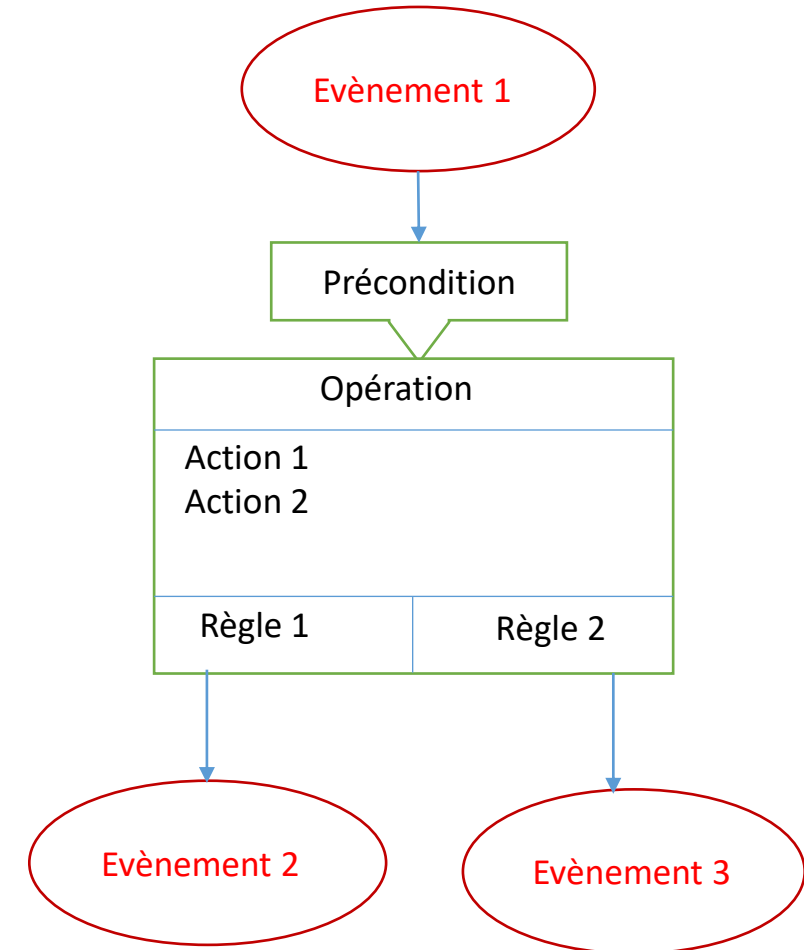 Evènement 1
Précondition
Opération
Action 1
Action 2
Règle 1
Règle 2
Evènement 2
Evènement 3